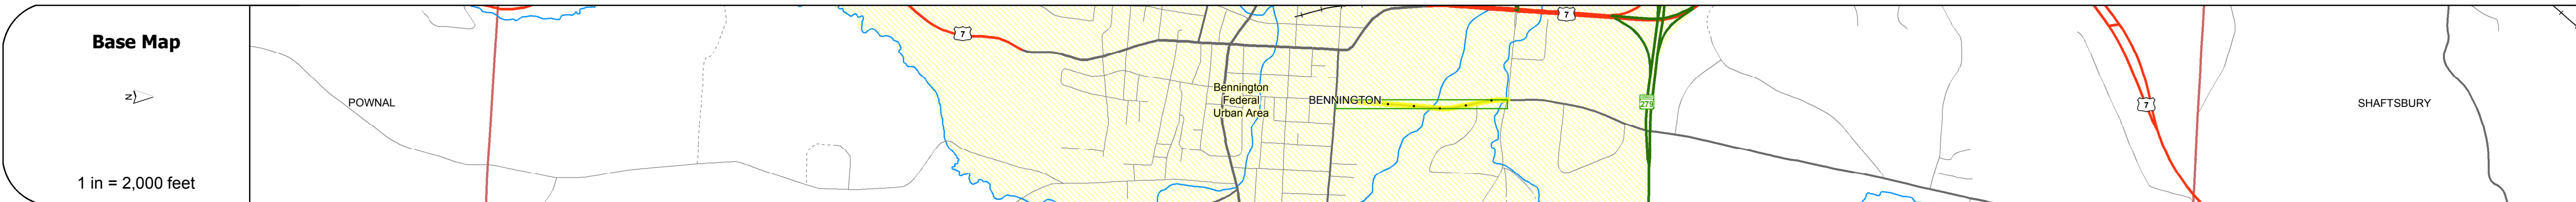 Base Map
N
1 in = 2,000 feet
POWNAL
7
Bennington
Federal
Urban Area
BENNINGTON
7
279
7
SHAFTSBURY